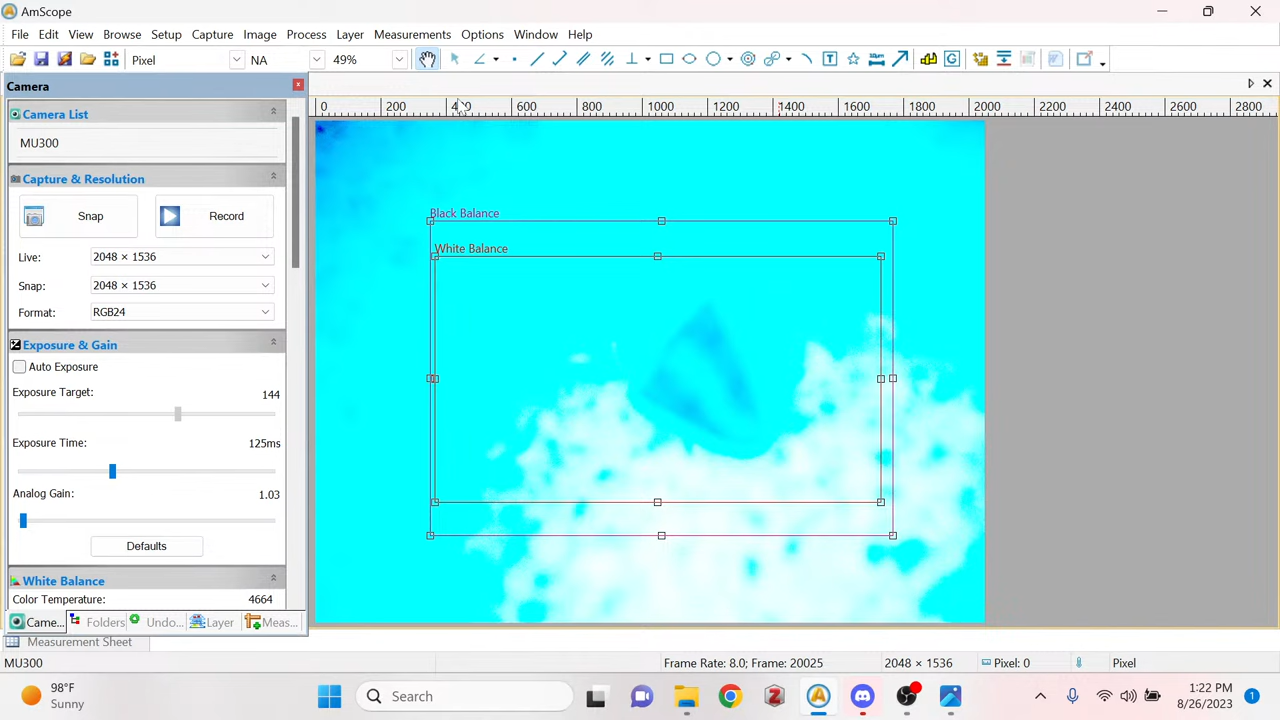 AmScope
File Edit View Browse Setup Capture Image Process Layer Measurements Options Window Help
Pixel NA 49%
Camera
0 200 400 600 800 1000 1200 1400 1600 1800 2000 2200 2400 2600 2800
Camera List
MU300
Capture & Resolution
Snap Record
Live: 2048 × 1536
Snap: 2048 × 1536
Format: RGB24
Exposure & Gain
Auto Exposure
Exposure Target: 144
Exposure Time: 125ms
Analog Gain: 1.03
Defaults
White Balance
Color Temperature: 4664
Black Balance
White Balance
Came... Folders Undo... Layer Meas...
Measurement Sheet
MU300 Frame Rate: 8.0; Frame: 20025 2048 × 1536 Pixel: 0 Pixel
98°F
Sunny
Search
1:22 PM
8/26/2023
1